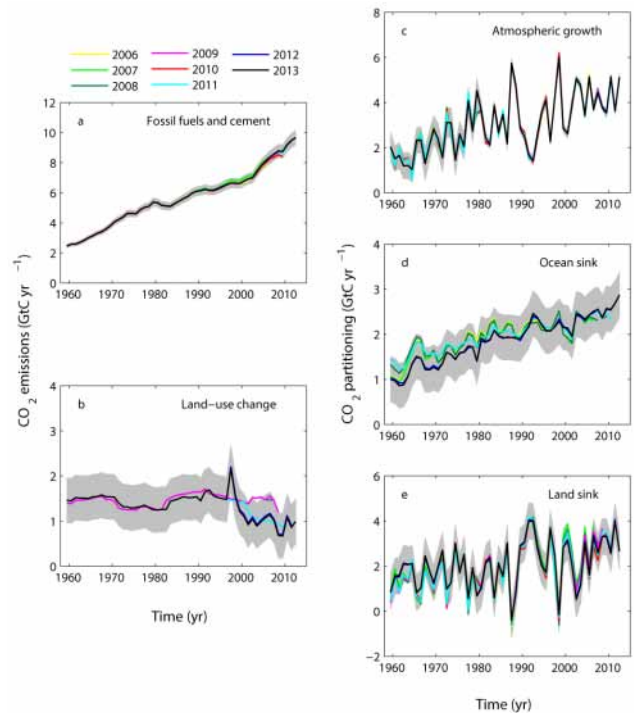 2006
2009
2012
2007
2010
2013
2008
2011
a
Fossil fuels and cement
12
10
8
6
4
2
0
1960 1970 1980 1990 2000 2010
CO₂ emissions (GtC yr ⁻¹)
b
Land−use change
3
2
1
0
1960 1970 1980 1990 2000 2010
Time (yr)
c
Atmospheric growth
8
6
4
2
0
1960 1970 1980 1990 2000 2010
d
Ocean sink
4
3
2
1
0
1960 1970 1980 1990 2000 2010
CO₂ partitioning (GtC yr ⁻¹)
e
Land sink
6
4
2
0
−2
1960 1970 1980 1990 2000 2010
Time (yr)